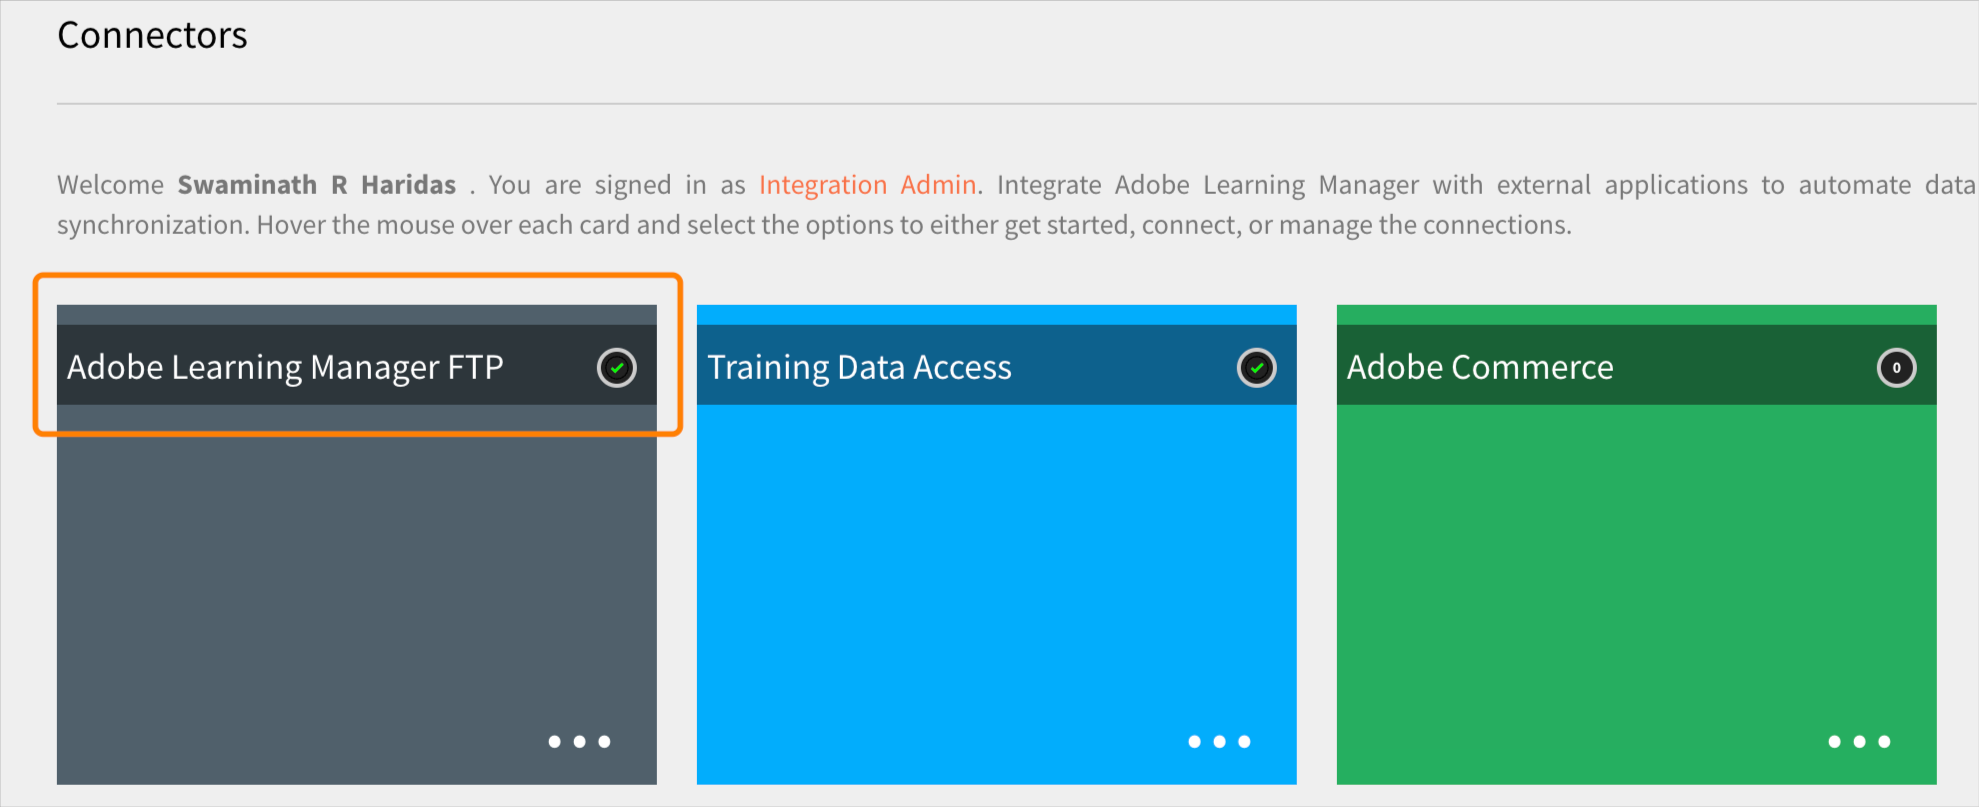 Connectors
Welcome Swaminath R Haridas . You are signed in as Integration Admin. Integrate Adobe Learning Manager with external applications to automate data
synchronization. Hover the mouse over each card and select the options to either get started, connect, or manage the connections.
Adobe Learning Manager FTP
Training Data Access
Adobe Commerce
0